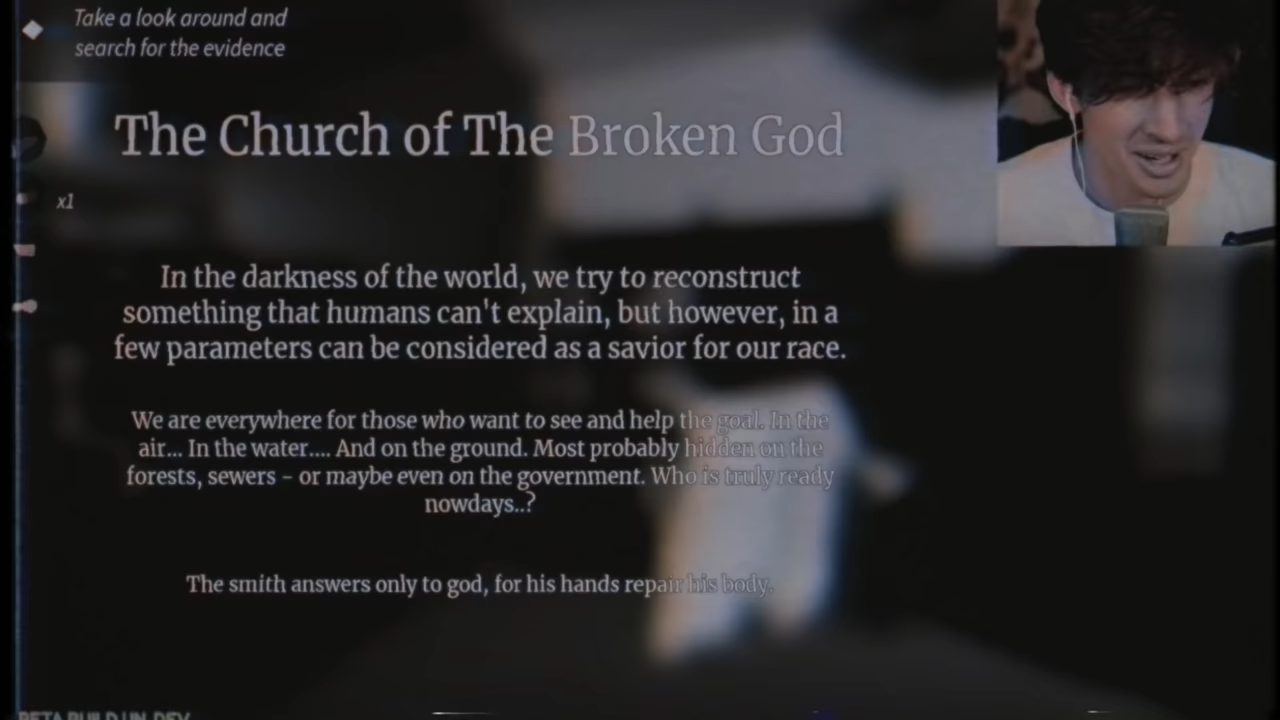 Take a look around and
search for the evidence
The Church of The Broken God
x1
In the darkness of the world, we try to reconstruct
something that humans can't explain, but however, in a
few parameters can be considered as a savior for our race.
We are everywhere for those who want to see and help the goal. In the
air... In the water.... And on the ground. Most probably hidden on the
forests, sewers - or maybe even on the government. Who is truly ready
nowdays..?
The smith answers only to god, for his hands repair his body.
BETA BUILD IN-DEV